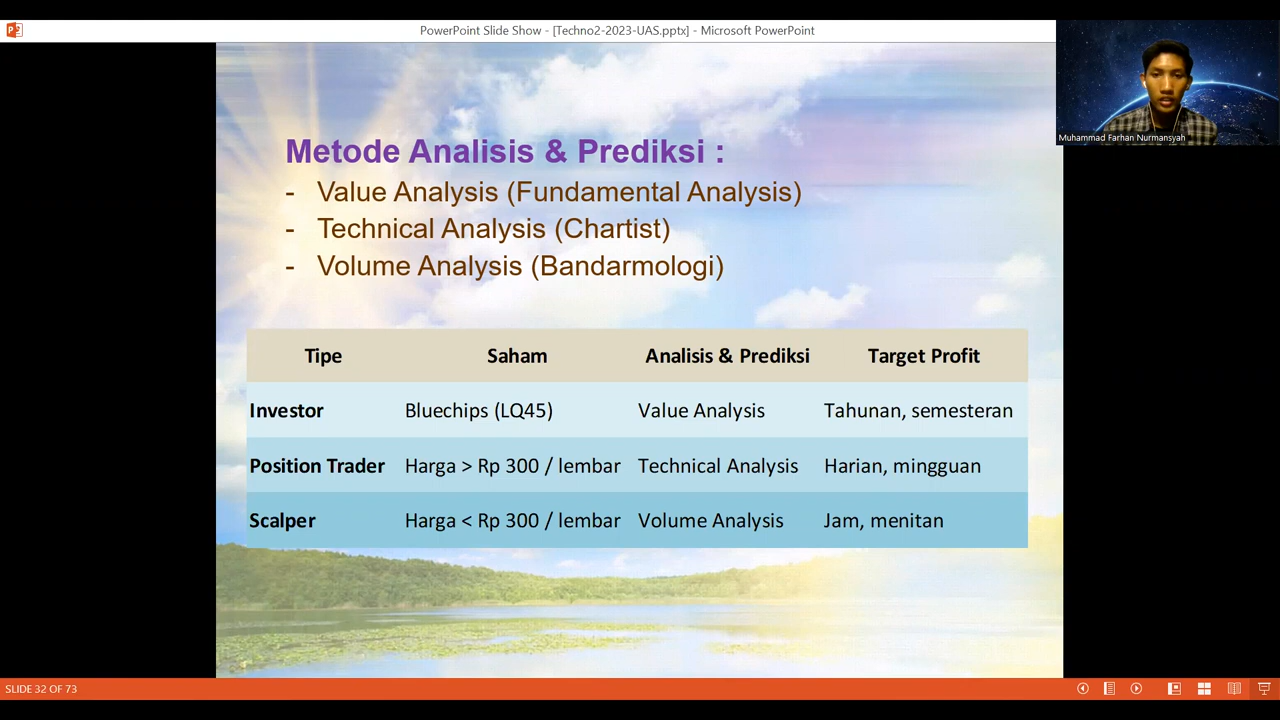 PowerPoint Slide Show - [Techno2-2023-UAS.pptx] - Microsoft PowerPoint
Muhammad Farhan Nurmansyah
Metode Analisis & Prediksi :
- Value Analysis (Fundamental Analysis)
- Technical Analysis (Chartist)
- Volume Analysis (Bandarmologi)
Tipe Saham Analisis & Prediksi Target Profit
Investor Bluechips (LQ45) Value Analysis Tahunan, semesteran
Position Trader Harga > Rp 300 / lembar Technical Analysis Harian, mingguan
Scalper Harga < Rp 300 / lembar Volume Analysis Jam, menitan
SLIDE 32 OF 73